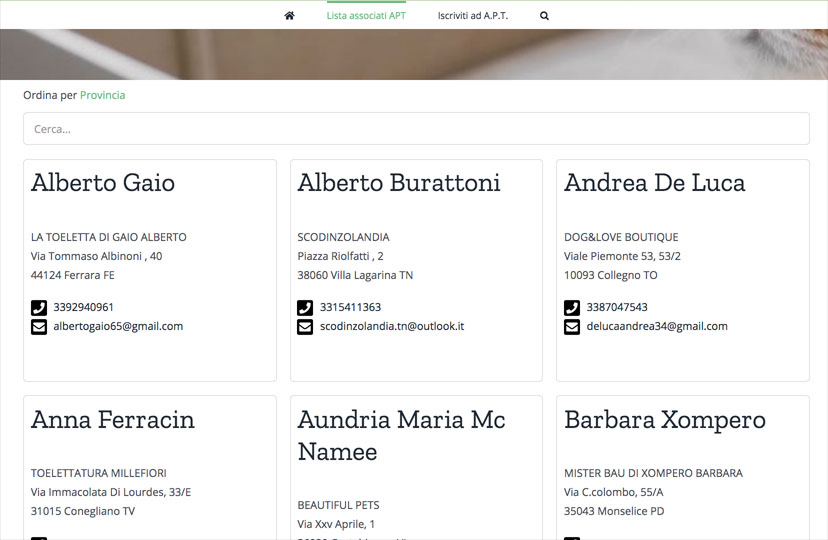 Lista associati APT
Iscriviti ad A.P.T.
Ordina per Provincia
Cerca...
Alberto Gaio
LA TOELETTA DI GAIO ALBERTO
Via Tommaso Albinoni , 40
44124 Ferrara FE
3392940961
albertogaio65@gmail.com
Alberto Burattoni
SCODINZOLANDIA
Piazza Riolfatti , 2
38060 Villa Lagarina TN
3315411363
scodinzolandia.tn@outlook.it
Andrea De Luca
DOG&LOVE BOUTIQUE
Viale Piemonte 53, 53/2
10093 Collegno TO
3387047543
delucaandrea34@gmail.com
Anna Ferracin
TOELETTATURA MILLEFIORI
Via Immacolata Di Lourdes, 33/E
31015 Conegliano TV
Aundria Maria Mc
Namee
BEAUTIFUL PETS
Via Xxv Aprile, 1
Barbara Xompero
MISTER BAU DI XOMPERO BARBARA
Via C.colombo, 55/A
35043 Monselice PD